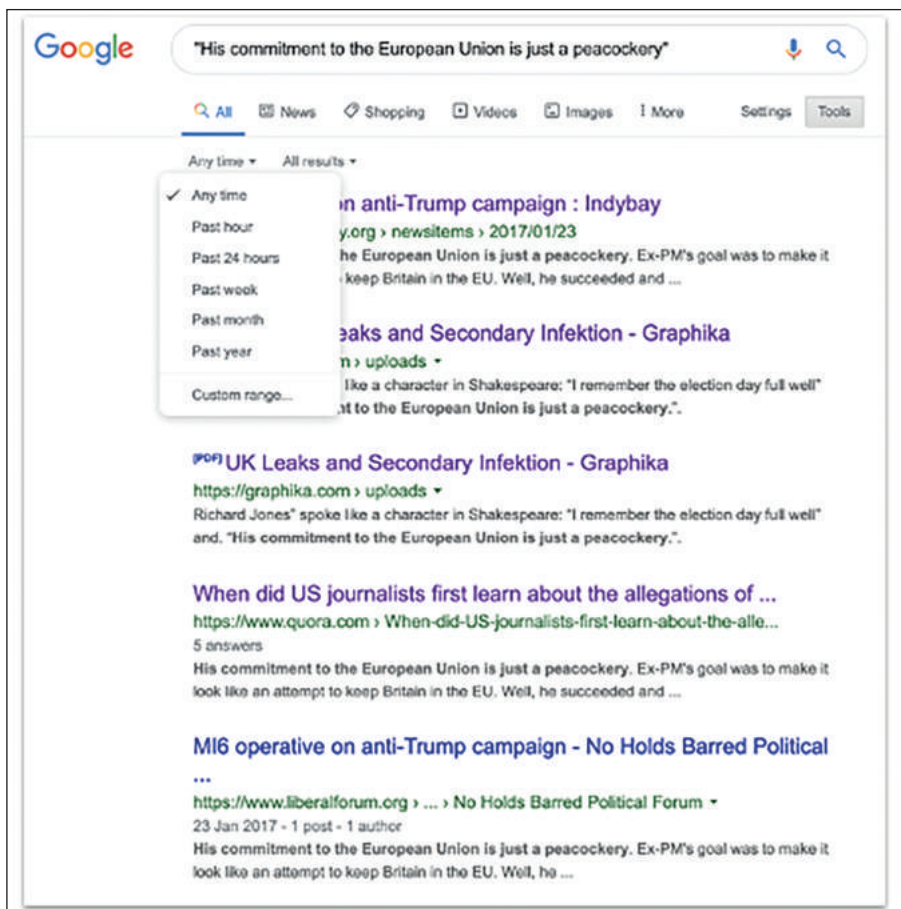 Google
"His commitment to the European Union is just a peacockery"
All News Shopping Videos Images More Settings Tools
Any time All results
Any time
Past hour
Past 24 hours
Past week
Past month
Past year
Custom range...
on anti-Trump campaign : Indybay
y.org › newsitems › 2017/01/23
he European Union is just a peacockery. Ex-PM's goal was to make it
keep Britain in the EU. Well, he succeeded and ...
eaks and Secondary Infektion - Graphika
m › uploads
like a character in Shakespeare: "I remember the election day full well"
nt to the European Union is just a peacockery.".
[PDF] UK Leaks and Secondary Infektion - Graphika
https://graphika.com › uploads
Richard Jones" spoke like a character in Shakespeare: "I remember the election day full well"
and. "His commitment to the European Union is just a peacockery.".
When did US journalists first learn about the allegations of ...
https://www.quora.com › When-did-US-journalists-first-learn-about-the-alle...
5 answers
His commitment to the European Union is just a peacockery. Ex-PM's goal was to make it
look like an attempt to keep Britain in the EU. Well, he succeeded and ...
MI6 operative on anti-Trump campaign - No Holds Barred Political
...
https://www.liberalforum.org › ... › No Holds Barred Political Forum
23 Jan 2017 - 1 post - 1 author
His commitment to the European Union is just a peacockery. Ex-PM's goal was to make it
look like an attempt to keep Britain in the EU. Well, he ...